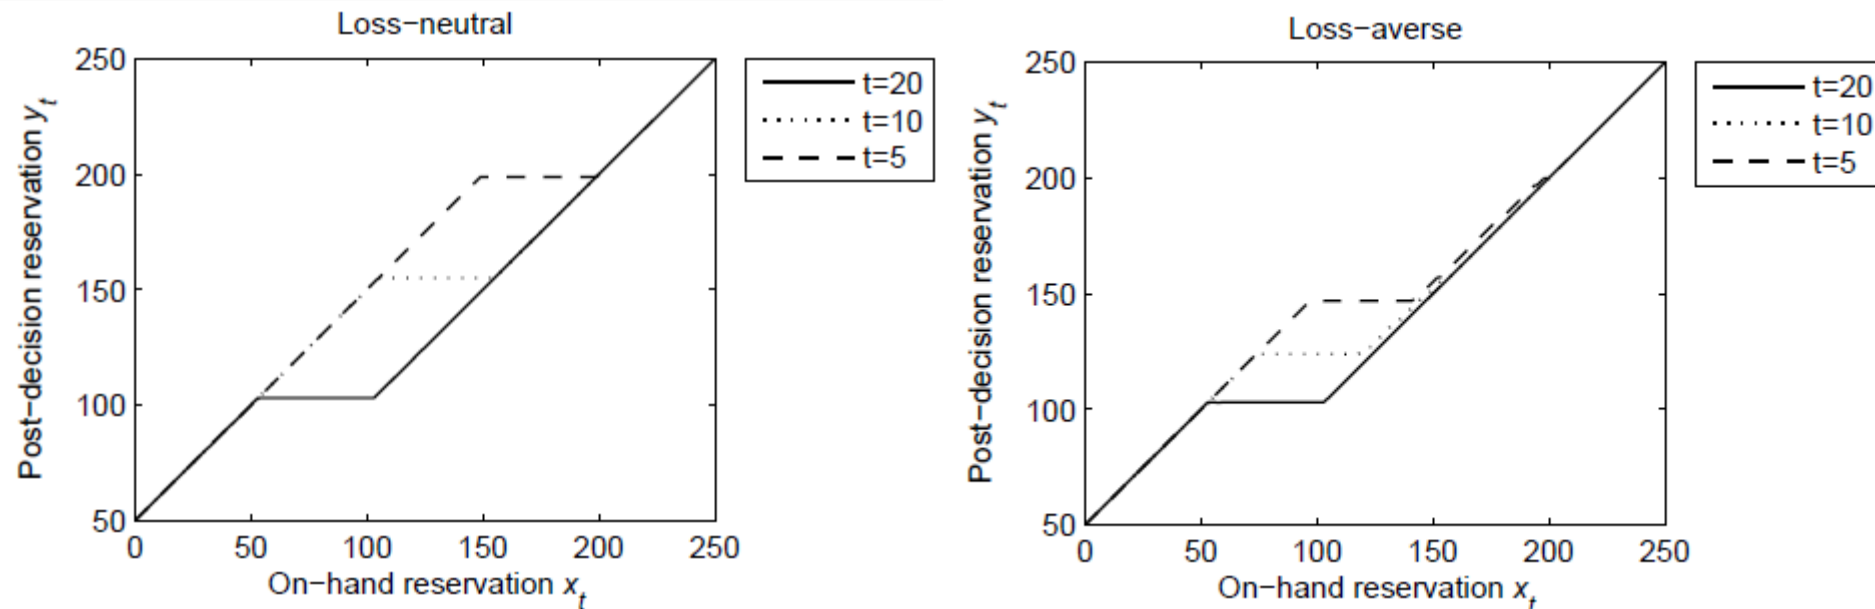 Loss−neutral
250
200
150
100
50
0 50 100 150 200 250
Post−decision reservation y_t
On−hand reservation x_t
t=20
t=10
t=5
Loss−averse
250
200
150
100
50
0 50 100 150 200 250
Post−decision reservation y_t
On−hand reservation x_t
t=20
t=10
t=5